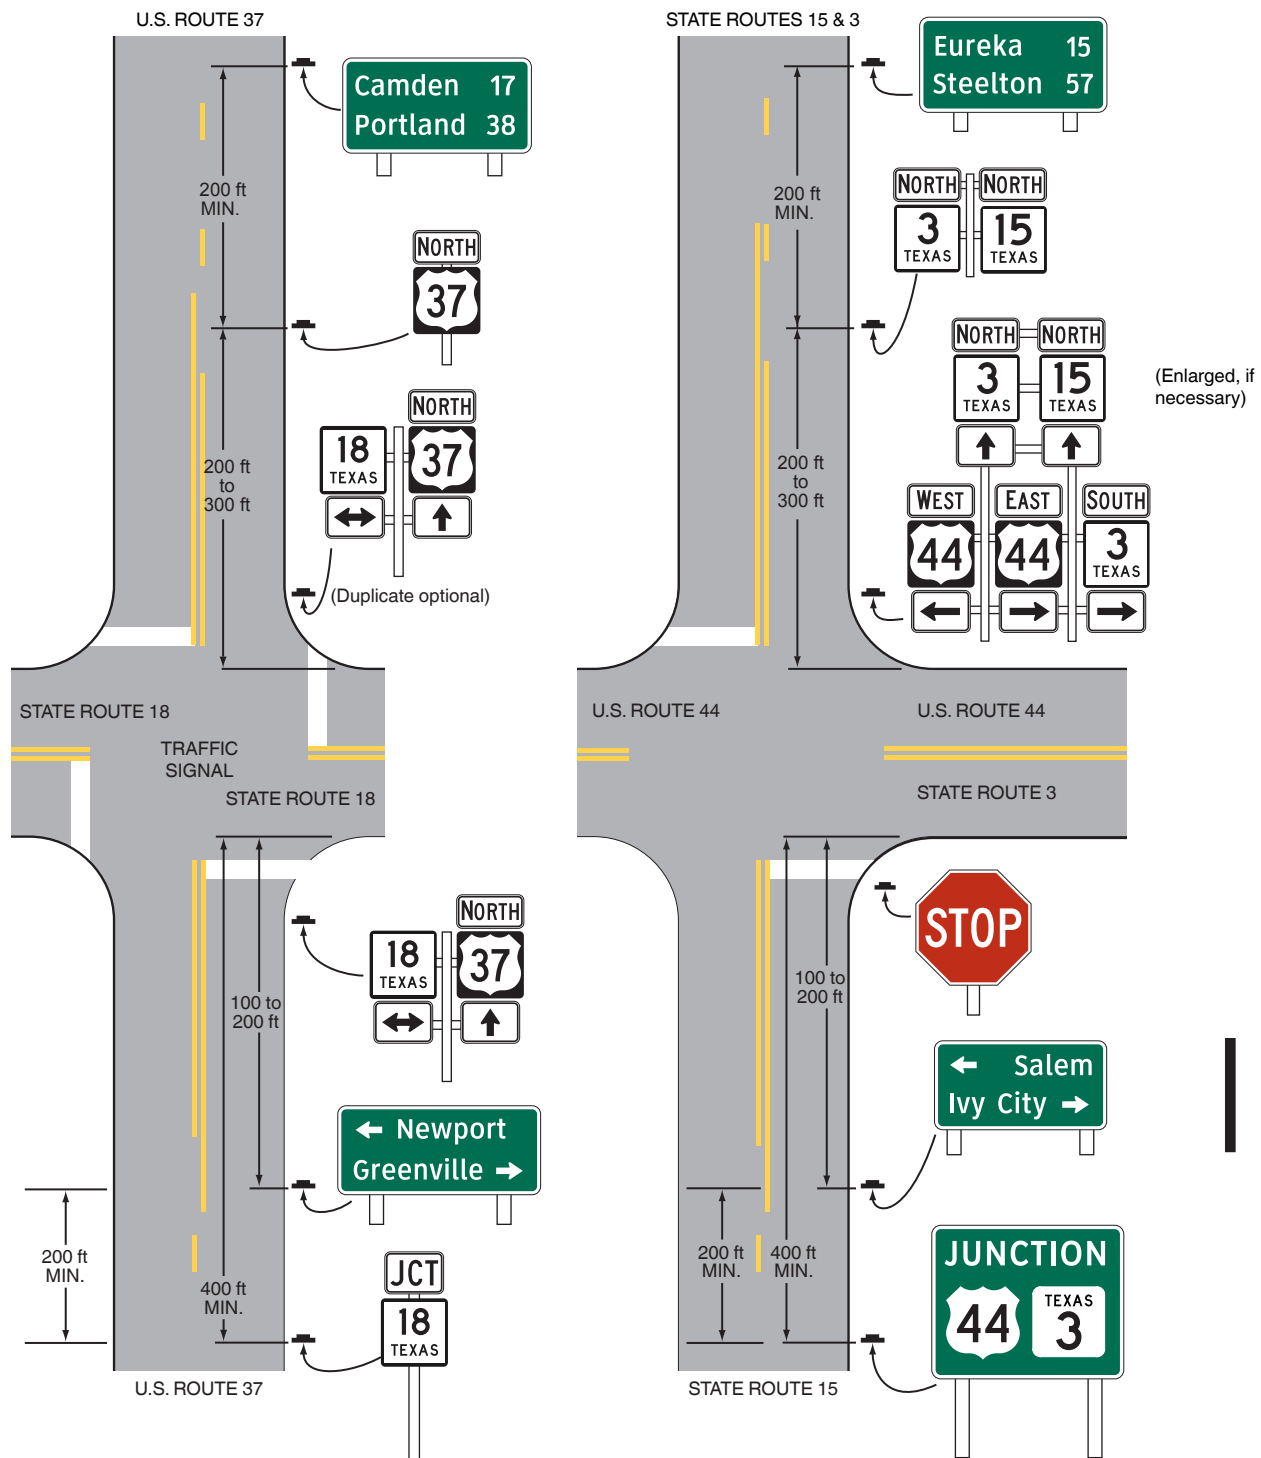 U.S. ROUTE 37
Camden 17
Portland 38
200 ft
MIN.
NORTH
37
NORTH
18
TEXAS
37
200 ft
to
300 ft
(Duplicate optional)
STATE ROUTE 18
TRAFFIC
SIGNAL
STATE ROUTE 18
NORTH
18
TEXAS
37
100 to
200 ft
← Newport
Greenville →
200 ft
MIN.
400 ft
MIN.
JCT
18
TEXAS
U.S. ROUTE 37
STATE ROUTES 15 & 3
Eureka 15
Steelton 57
200 ft
MIN.
NORTH NORTH
3 15
TEXAS TEXAS
NORTH NORTH
3 15
TEXAS TEXAS
(Enlarged, if
necessary)
200 ft
to
300 ft
WEST EAST SOUTH
44 44 3
TEXAS
U.S. ROUTE 44
U.S. ROUTE 44
STATE ROUTE 3
STOP
100 to
200 ft
← Salem
Ivy City →
200 ft
MIN.
400 ft
MIN.
JUNCTION
44
TEXAS
3
STATE ROUTE 15